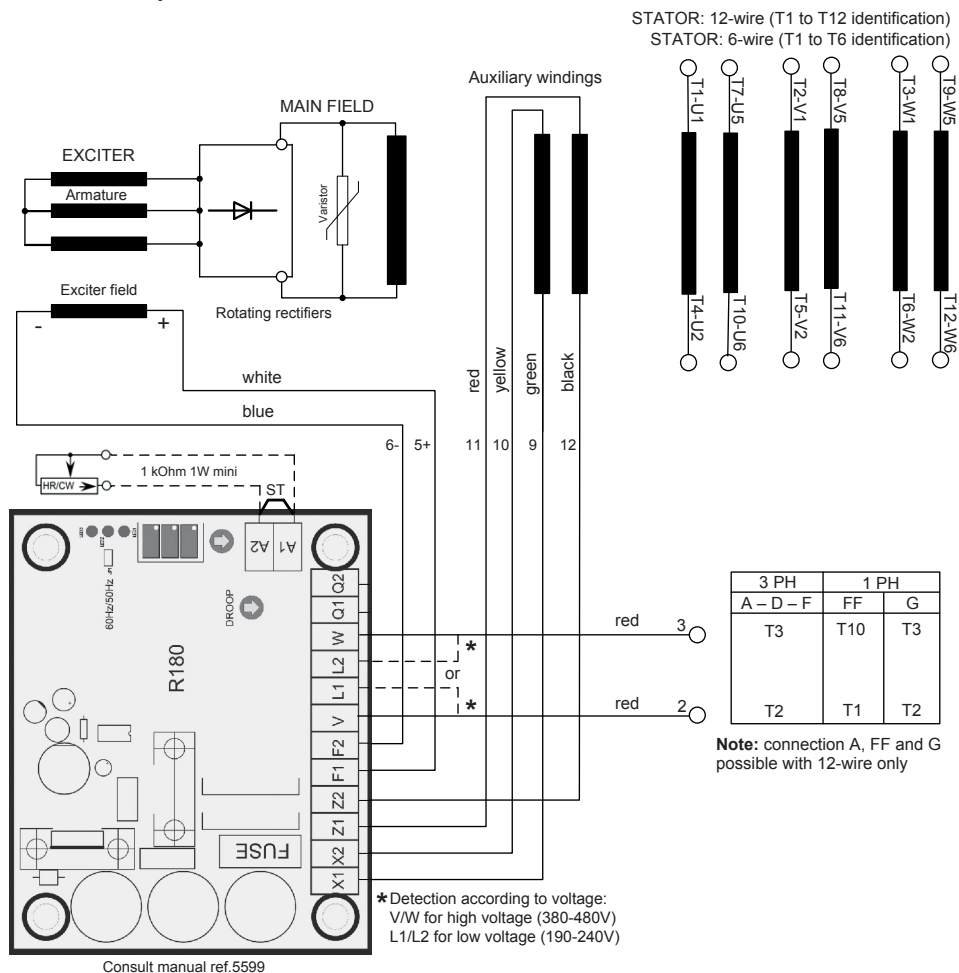 STATOR: 12-wire (T1 to T12 identification)
STATOR: 6-wire (T1 to T6 identification)
Auxiliary windings
MAIN FIELD
EXCITER
Armature
Varistor
Exciter field
- +
Rotating rectifiers
T1-U1
T7-U5
T2-V1
T8-V5
T3-W1
T9-W5
T4-U2
T10-U6
T5-V2
T11-V6
T6-W2
T12-W6
white
blue
red
yellow
green
black
6- 5+ 11 10 9 12
1 kOhm 1W mini
HR/CW
ST
A2 A1
LED3
LED2
LED1
JP1
60Hz/50Hz
DROOP
R180
FUSE
Q2
Q1
W
L2
L1
V
F2
F1
Z2
Z1
X2
X1
*
or
*
red 3
red 2
3 PH 1 PH
A – D – F FF G
T3 T10 T3
T2 T1 T2
Note: connection A, FF and G
possible with 12-wire only
* Detection according to voltage:
V/W for high voltage (380-480V)
L1/L2 for low voltage (190-240V)
Consult manual ref.5599